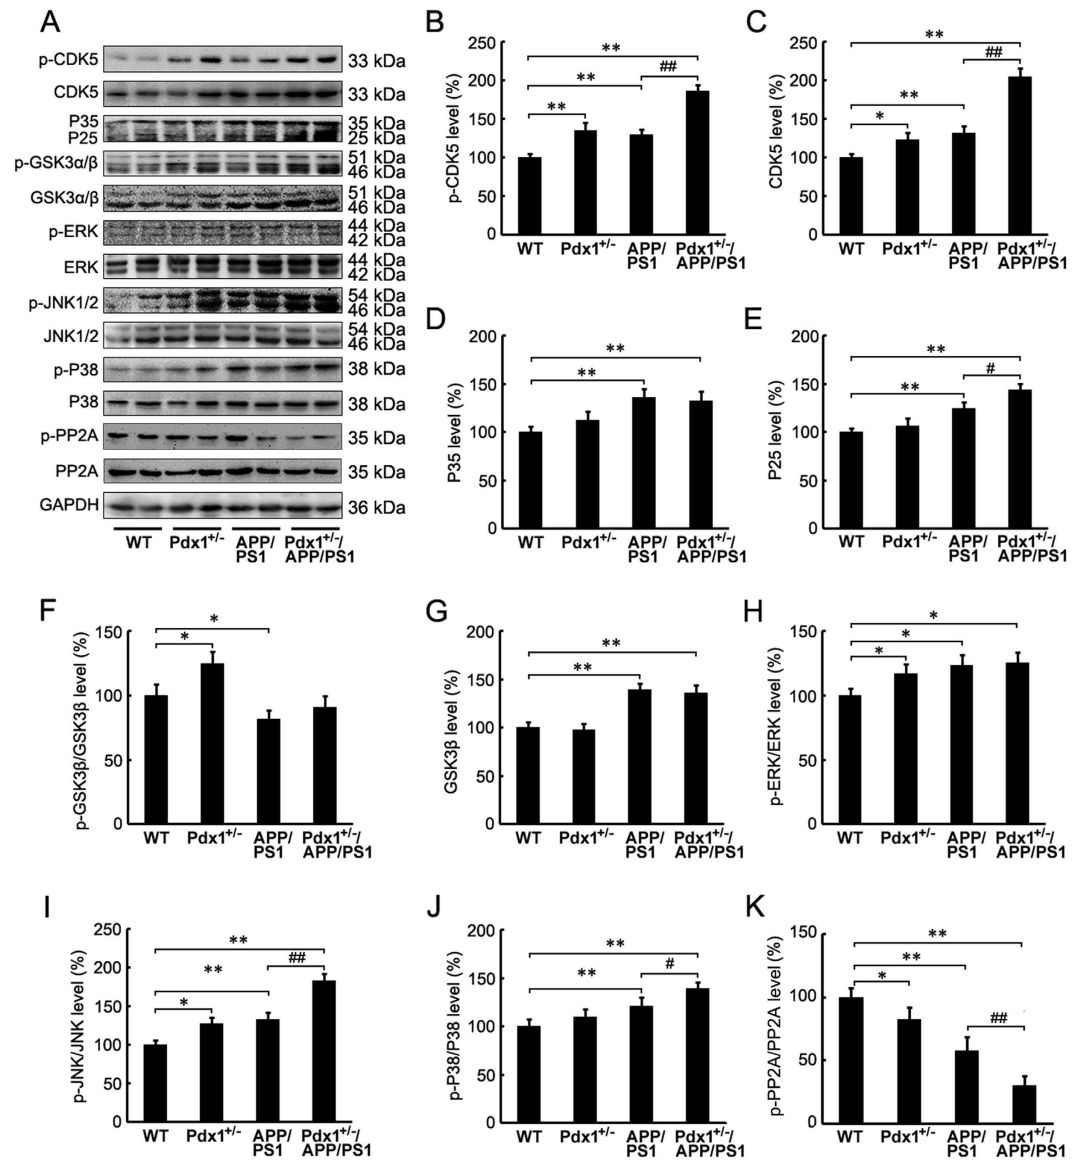 A
p-CDK5 33 kDa
CDK5 33 kDa
P35 35 kDa
P25 25 kDa
p-GSK3α/β 51 kDa
46 kDa
GSK3α/β 51 kDa
46 kDa
p-ERK 44 kDa
42 kDa
ERK 44 kDa
42 kDa
p-JNK1/2 54 kDa
46 kDa
JNK1/2 54 kDa
46 kDa
p-P38 38 kDa
P38 38 kDa
p-PP2A 35 kDa
PP2A 35 kDa
GAPDH 36 kDa
WT Pdx1+/- APP/ Pdx1+/-/
PS1 APP/PS1
B
p-CDK5 level (%)
250
200
150
100
50
0
**
**
##
**
WT Pdx1+/- APP/ Pdx1+/-/
PS1 APP/PS1
C
CDK5 level (%)
250
200
150
100
50
0
**
##
**
*
WT Pdx1+/- APP/ Pdx1+/-/
PS1 APP/PS1
D
P35 level (%)
200
150
100
50
0
**
**
WT Pdx1+/- APP/ Pdx1+/-/
PS1 APP/PS1
E
P25 level (%)
200
150
100
50
0
**
#
**
WT Pdx1+/- APP/ Pdx1+/-/
PS1 APP/PS1
F
p-GSK3β/GSK3β level (%)
150
100
50
0
*
*
WT Pdx1+/- APP/ Pdx1+/-/
PS1 APP/PS1
G
GSK3β level (%)
200
150
100
50
0
**
**
WT Pdx1+/- APP/ Pdx1+/-/
PS1 APP/PS1
H
p-ERK/ERK level (%)
150
100
50
0
*
*
*
WT Pdx1+/- APP/ Pdx1+/-/
PS1 APP/PS1
I
p-JNK/JNK level (%)
250
200
150
100
50
0
**
##
**
*
WT Pdx1+/- APP/ Pdx1+/-/
PS1 APP/PS1
J
p-P38/P38 level (%)
200
150
100
50
0
**
#
**
WT Pdx1+/- APP/ Pdx1+/-/
PS1 APP/PS1
K
p-PP2A/PP2A level (%)
150
100
50
0
**
**
*
##
WT Pdx1+/- APP/ Pdx1+/-/
PS1 APP/PS1